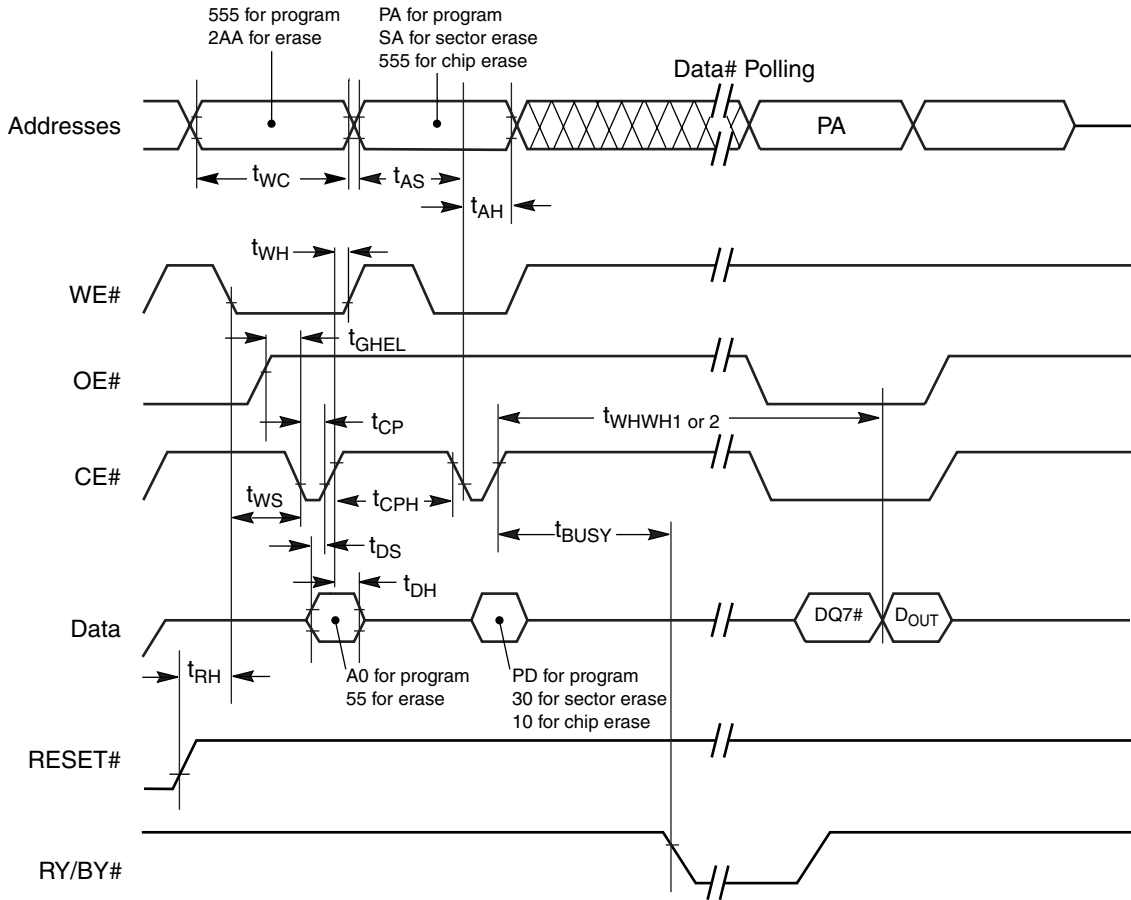 555 for program
2AA for erase
PA for program
SA for sector erase
555 for chip erase
Data# Polling
Addresses
PA
tWC
tAS
tAH
tWH
WE#
tGHEL
OE#
tWHWH1 or 2
tCP
CE#
tWS
tCPH
tBUSY
tDS
tDH
Data
DQ7#
DOUT
tRH
A0 for program
55 for erase
PD for program
30 for sector erase
10 for chip erase
RESET#
RY/BY#